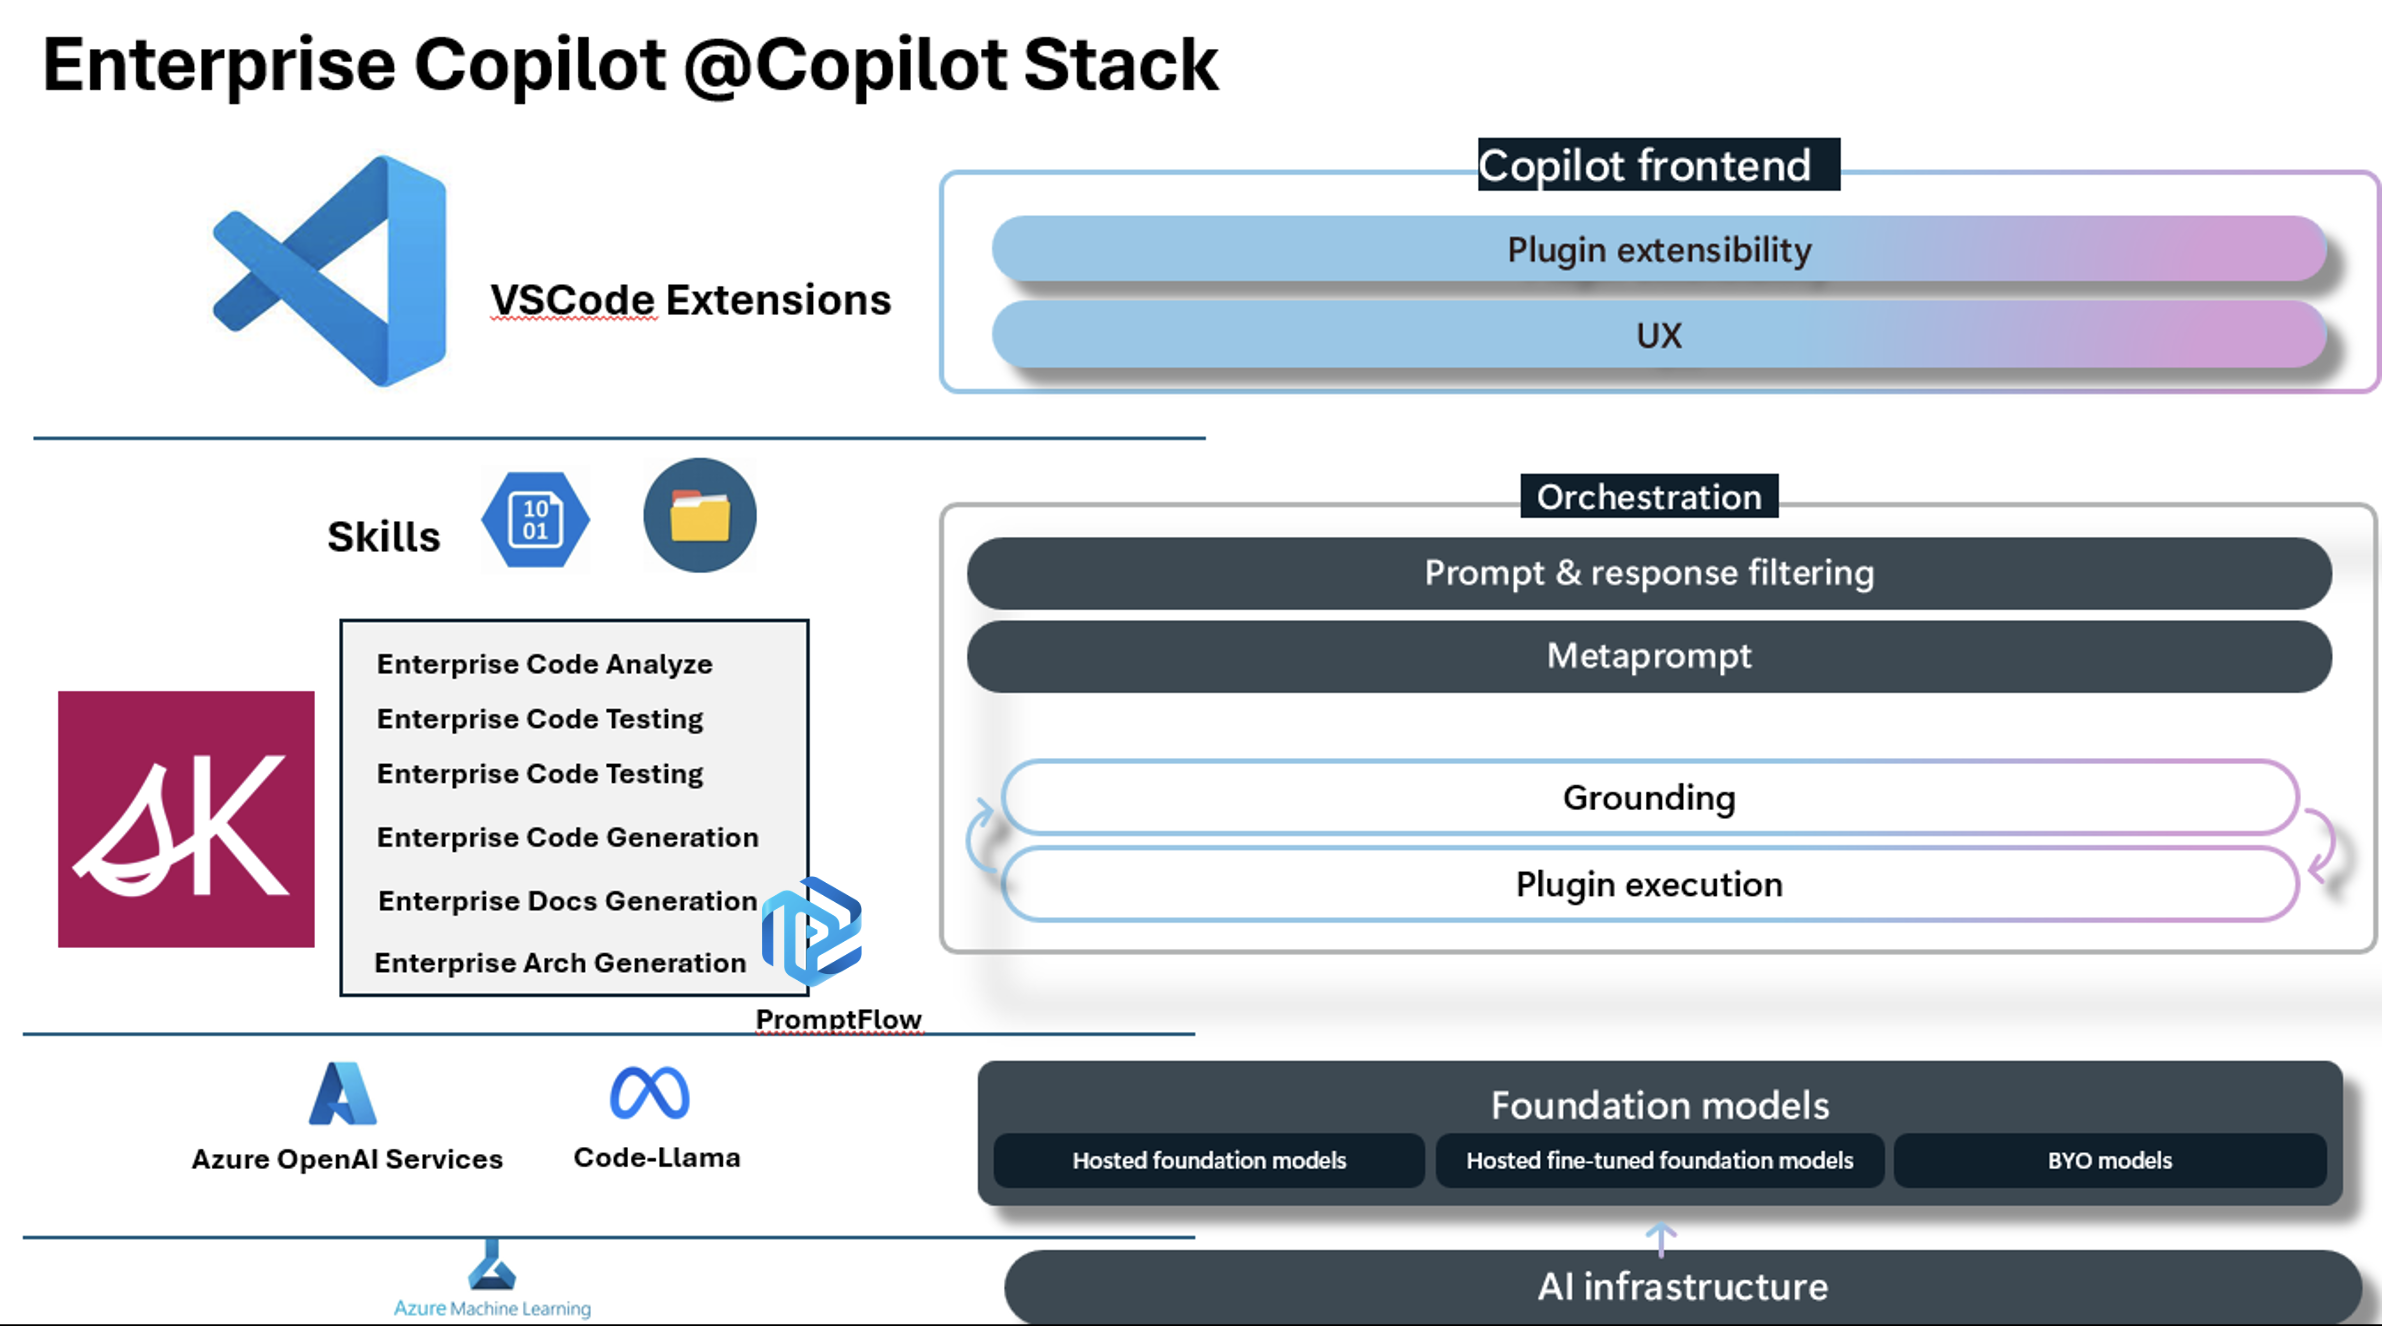 Enterprise Copilot @Copilot Stack
VSCode Extensions
Copilot frontend
Plugin extensibility
UX
Skills
10
01
Enterprise Code Analyze
Enterprise Code Testing
Enterprise Code Testing
Enterprise Code Generation
Enterprise Docs Generation
Enterprise Arch Generation
SK
PromptFlow
Orchestration
Prompt & response filtering
Metaprompt
Grounding
Plugin execution
Azure OpenAI Services
Code-Llama
Foundation models
Hosted foundation models
Hosted fine-tuned foundation models
BYO models
Azure Machine Learning
AI infrastructure